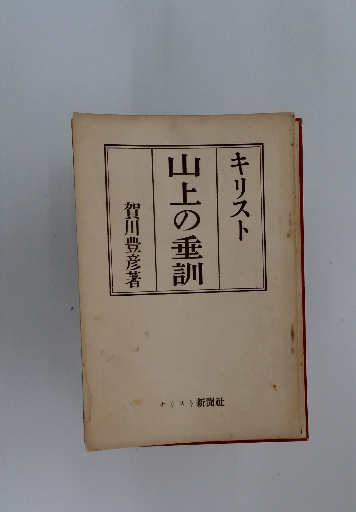 キリスト
山上の垂訓
賀川豊彦著
キリスト新聞社